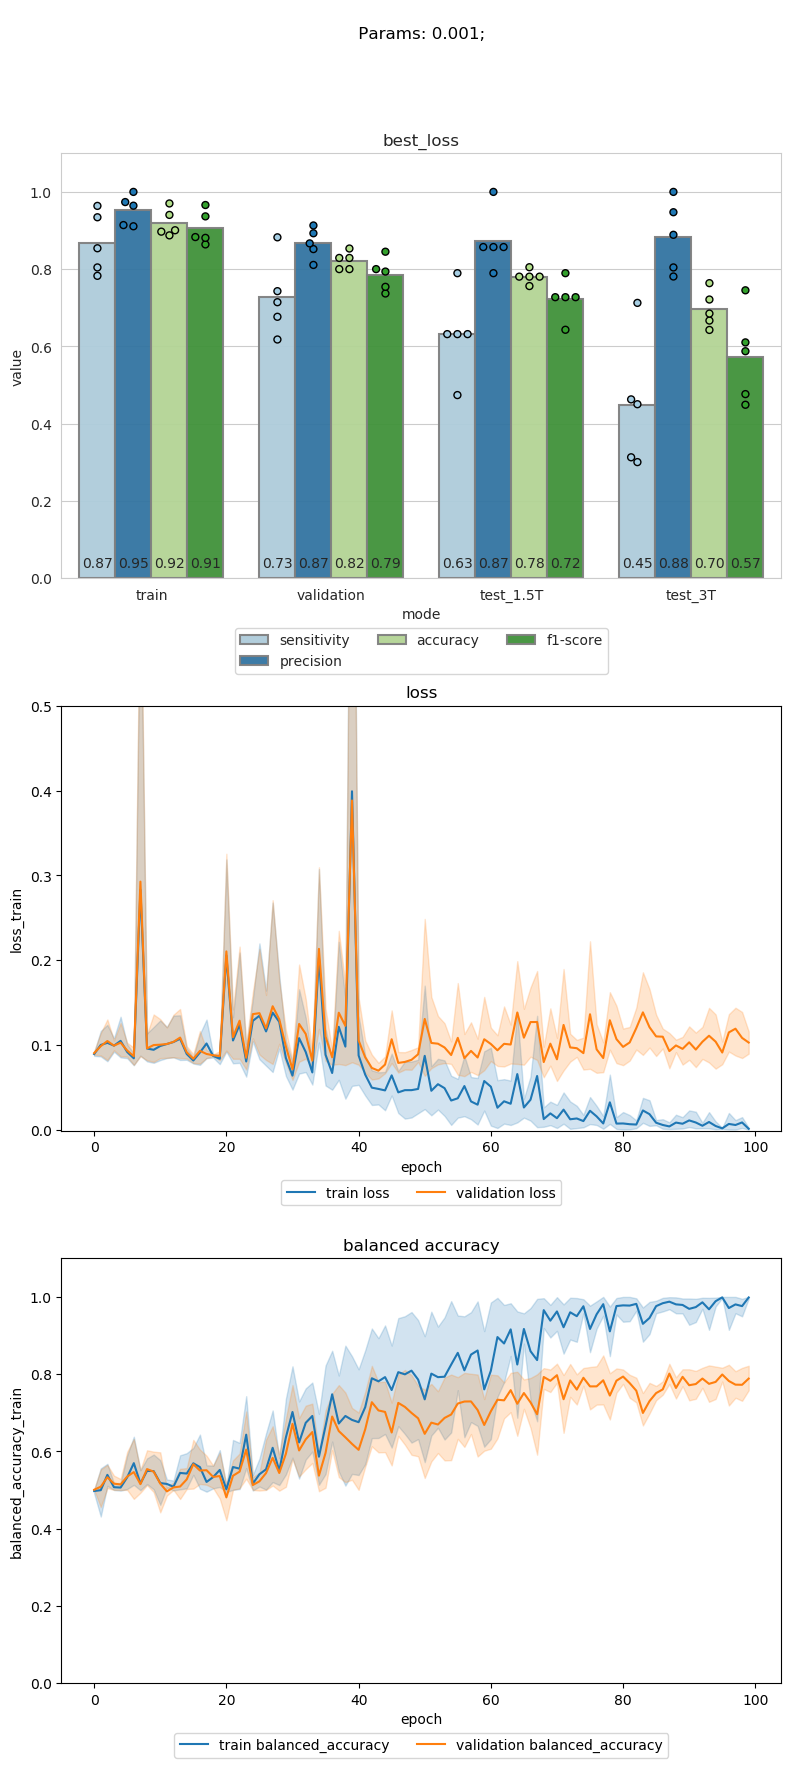 Params: 0.001;
best_loss
value
1.0
0.8
0.6
0.4
0.2
0.0
0.87 0.95 0.92 0.91 0.73 0.87 0.82 0.79 0.63 0.87 0.78 0.72 0.45 0.88 0.70 0.57
train validation test_1.5T test_3T
mode
sensitivity accuracy f1-score
precision
loss
loss_train
0.5
0.4
0.3
0.2
0.1
0.0
0 20 40 60 80 100
epoch
train loss validation loss
balanced accuracy
balanced_accuracy_train
1.0
0.8
0.6
0.4
0.2
0.0
0 20 40 60 80 100
epoch
train balanced_accuracy validation balanced_accuracy